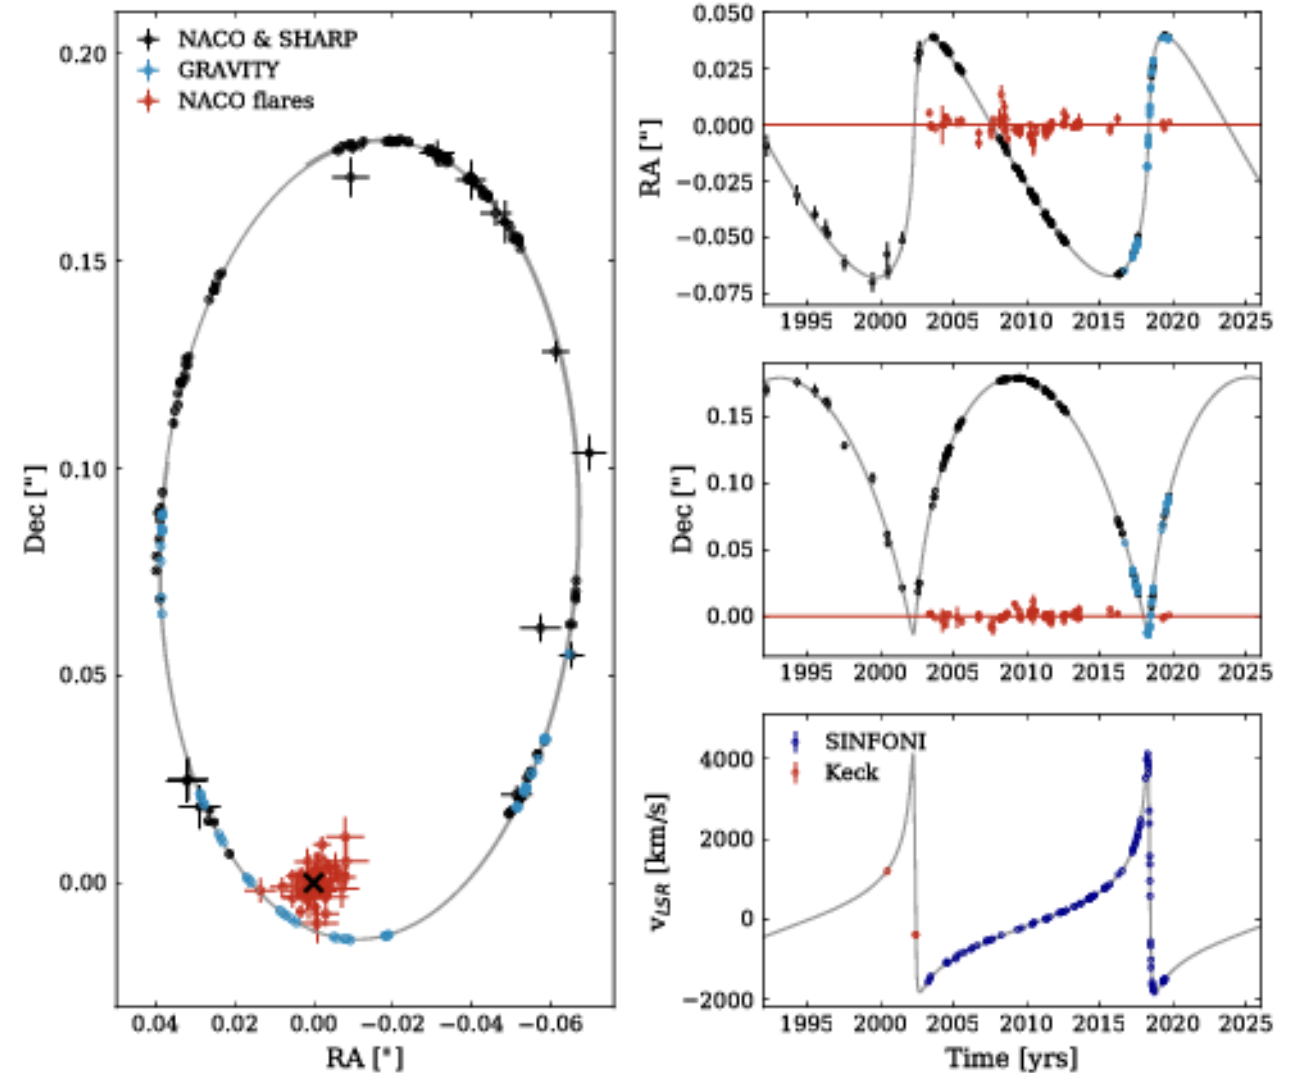 NACO & SHARP
GRAVITY
NACO flares
0.20
0.15
0.10
0.05
0.00
Dec ["]
0.04 0.02 0.00 −0.02 −0.04 −0.06
RA ["]
0.050
0.025
0.000
−0.025
−0.050
−0.075
RA ["]
1995 2000 2005 2010 2015 2020 2025
0.15
0.10
0.05
0.00
Dec ["]
1995 2000 2005 2010 2015 2020 2025
SINFONI
Keck
4000
2000
0
−2000
vLSR [km/s]
1995 2000 2005 2010 2015 2020 2025
Time [yrs]